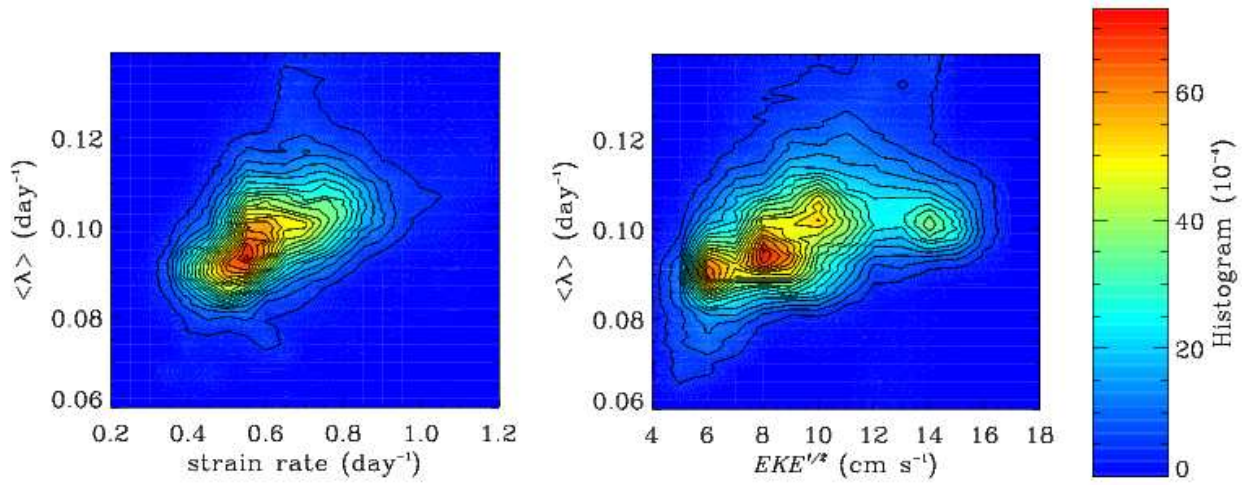 0.12
0.10
0.08
0.06
<λ> (day⁻¹)
0.2 0.4 0.6 0.8 1.0 1.2
strain rate (day⁻¹)
0.12
0.10
0.08
0.06
<λ> (day⁻¹)
4 6 8 10 12 14 16 18
EKE¹/² (cm s⁻¹)
60
40
20
0
Histogram (10⁻⁴)